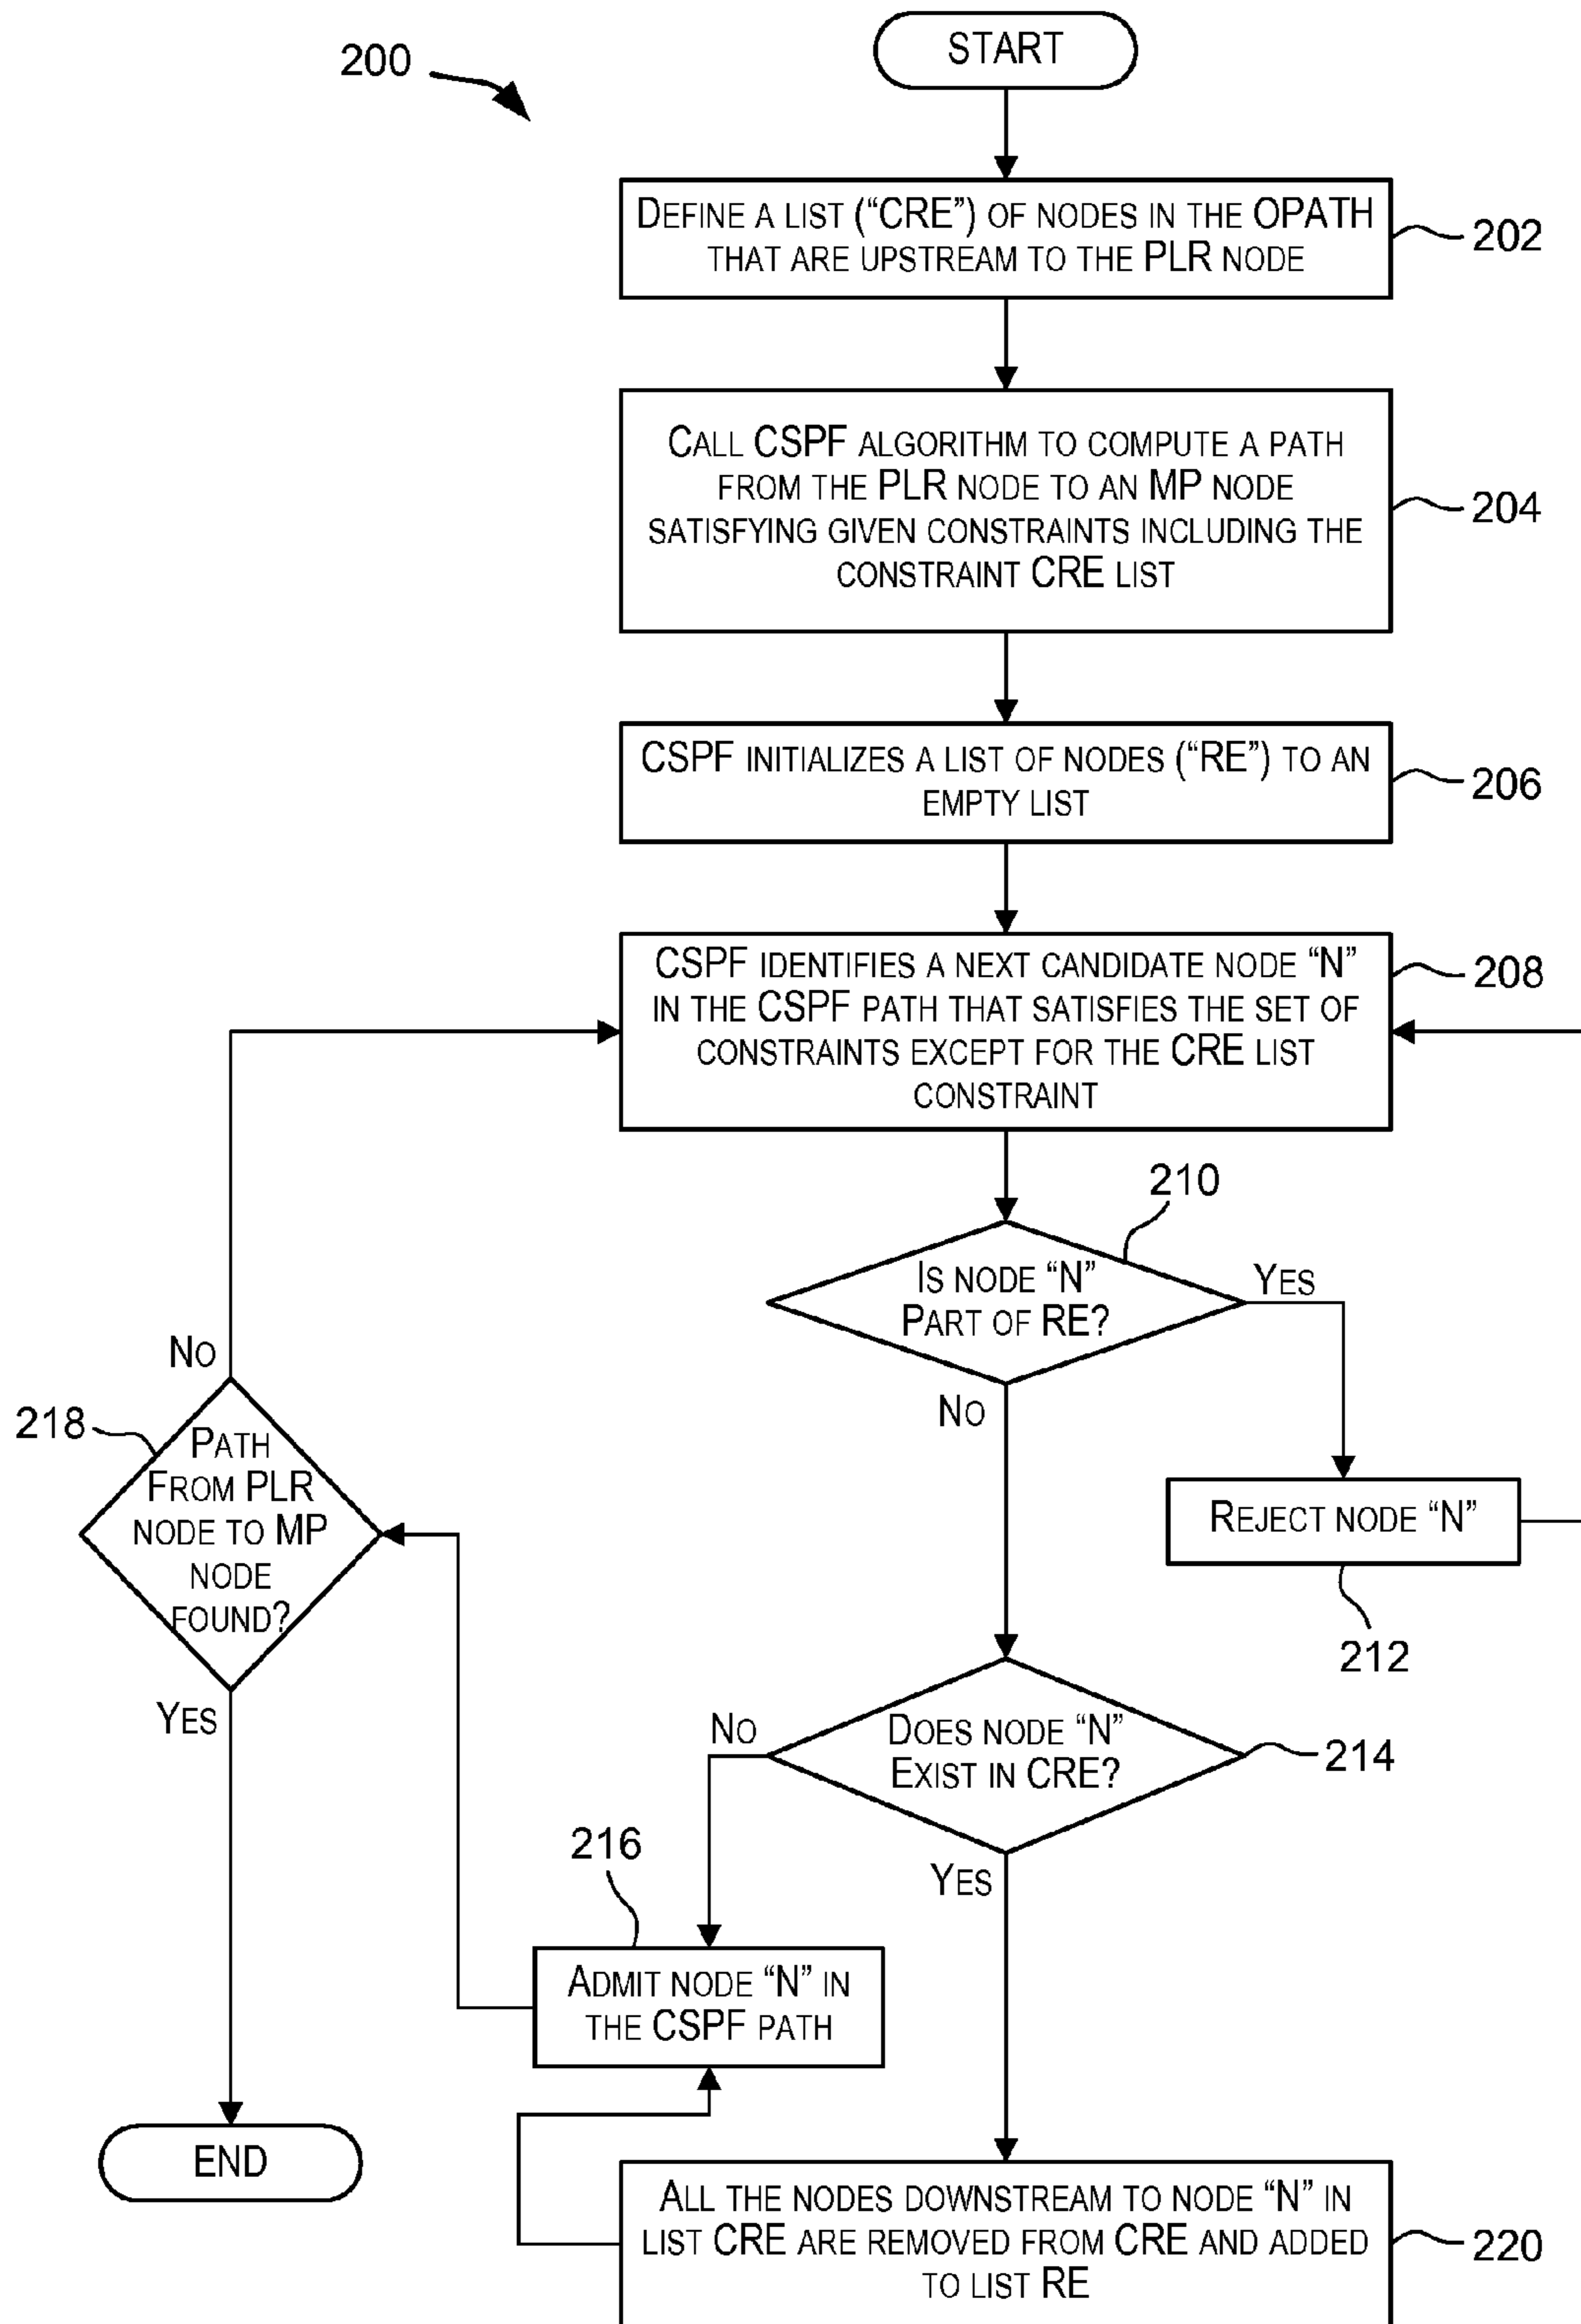 200
START
DEFINE A LIST (“CRE”) OF NODES IN THE OPATH
THAT ARE UPSTREAM TO THE PLR NODE
202
CALL CSPF ALGORITHM TO COMPUTE A PATH
FROM THE PLR NODE TO AN MP NODE
SATISFYING GIVEN CONSTRAINTS INCLUDING THE
CONSTRAINT CRE LIST
204
CSPF INITIALIZES A LIST OF NODES (“RE”) TO AN
EMPTY LIST
206
CSPF IDENTIFIES A NEXT CANDIDATE NODE “N”
IN THE CSPF PATH THAT SATISFIES THE SET OF
CONSTRAINTS EXCEPT FOR THE CRE LIST
CONSTRAINT
208
210
IS NODE “N”
PART OF RE?
YES
NO
REJECT NODE “N”
212
NO
218
PATH
FROM PLR
NODE TO MP
NODE
FOUND?
YES
DOES NODE “N”
EXIST IN CRE?
214
NO
YES
216
ADMIT NODE “N” IN
THE CSPF PATH
END
ALL THE NODES DOWNSTREAM TO NODE “N” IN
LIST CRE ARE REMOVED FROM CRE AND ADDED
TO LIST RE
220